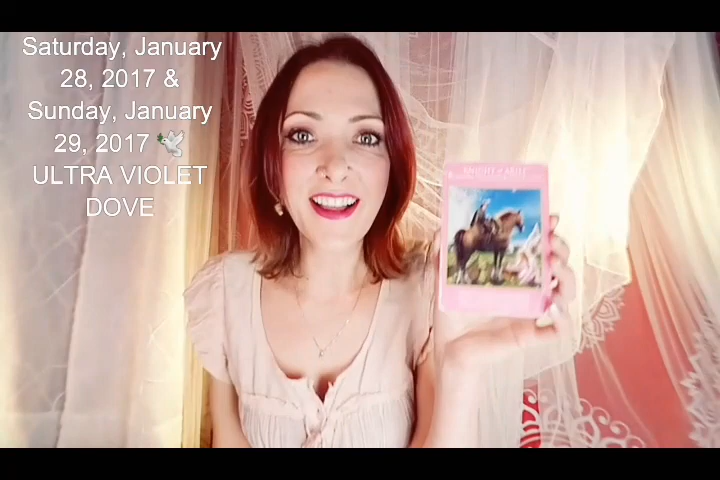 Saturday, January
28, 2017 &
Sunday, January
29, 2017 🕊
ULTRA VIOLET
DOVE